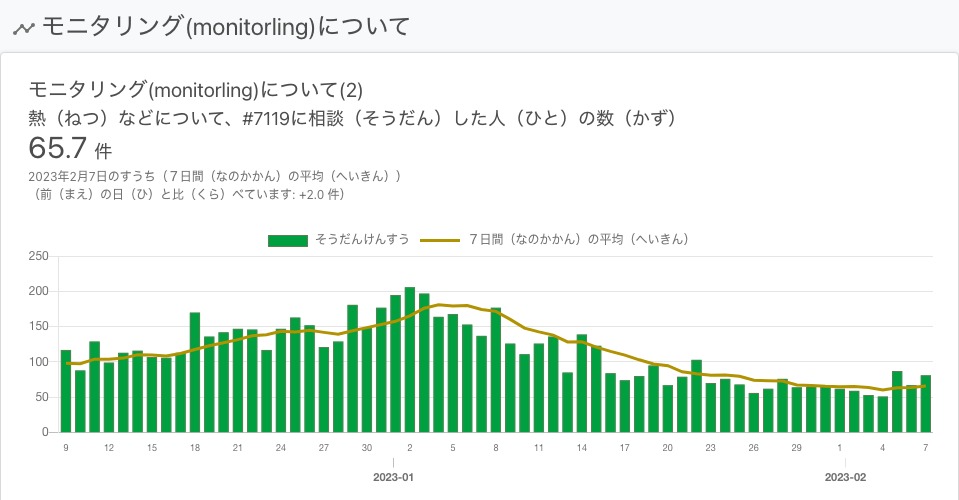 モニタリング(monitorling)について
モニタリング(monitorling)について(2)
熱（ねつ）などについて、#7119に相談（そうだん）した人（ひと）の数（かず）
65.7 件
2023年2月7日のすうち（７日間（なのかかん）の平均（へいきん））
（前（まえ）の日（ひ）と比（くら）べています: +2.0 件）
そうだんけんすう ７日間（なのかかん）の平均（へいきん）
250
200
150
100
50
0
9 12 15 18 21 24 27 30 2 5 8 11 14 17 20 23 26 29 1 4 7
2023-01 2023-02